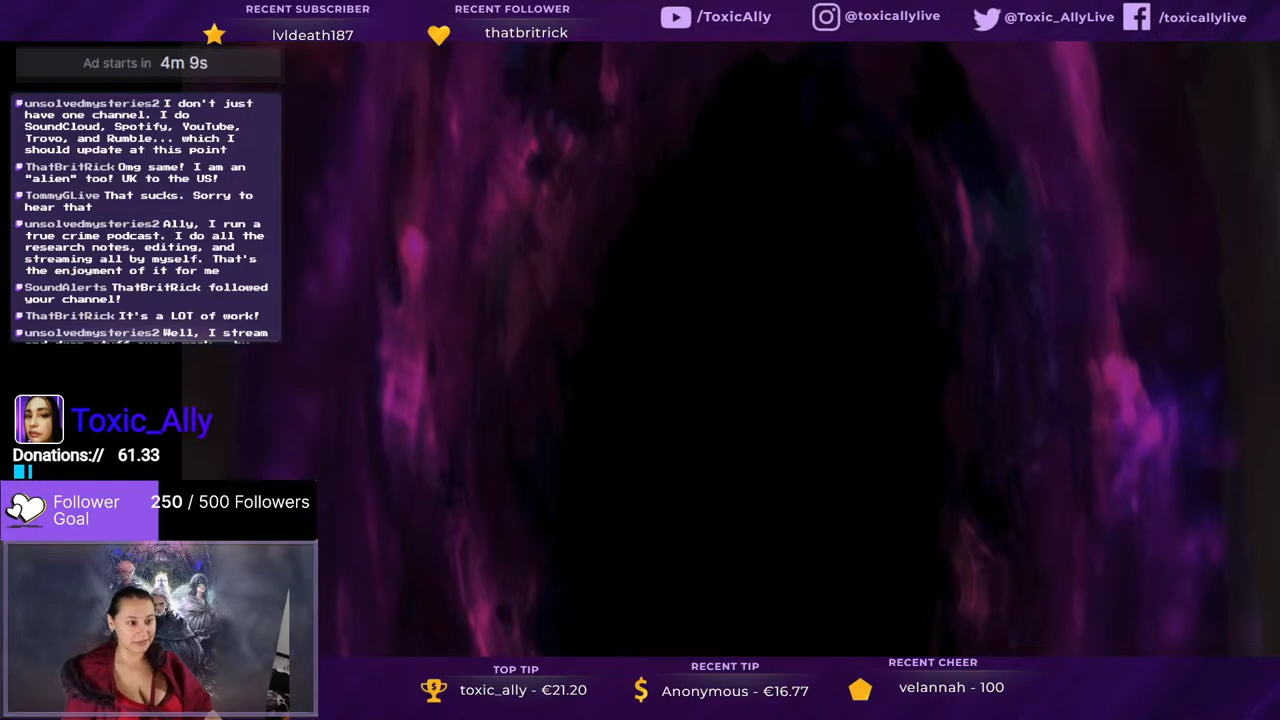 RECENT SUBSCRIBER
lvldeath187
RECENT FOLLOWER
thatbritrick
/ToxicAlly
@toxicallylive
@Toxic_AllyLive
/toxicallylive
Ad starts in 4m 9s
unsolvedmysteries2 I don't just
have one channel. I do
SoundCloud, Spotify, YouTube,
Trovo, and Rumble... which I
should update at this point
ThatBritRick Omg same! I am an
"alien" too! UK to the US!
TommyGLive That sucks. Sorry to
hear that
unsolvedmysteries2 Ally, I run a
true crime podcast. I do all the
research notes, editing, and
streaming all by myself. That's
the enjoyment of it for me
SoundAlerts ThatBritRick followed
your channel!
ThatBritRick It's a LOT of work!
unsolvedmysteries2 Well, I stream
Toxic_Ally
Donations:// 61.33
Follower
Goal
250 / 500 Followers
TOP TIP
toxic_ally - €21.20
RECENT TIP
Anonymous - €16.77
RECENT CHEER
velannah - 100